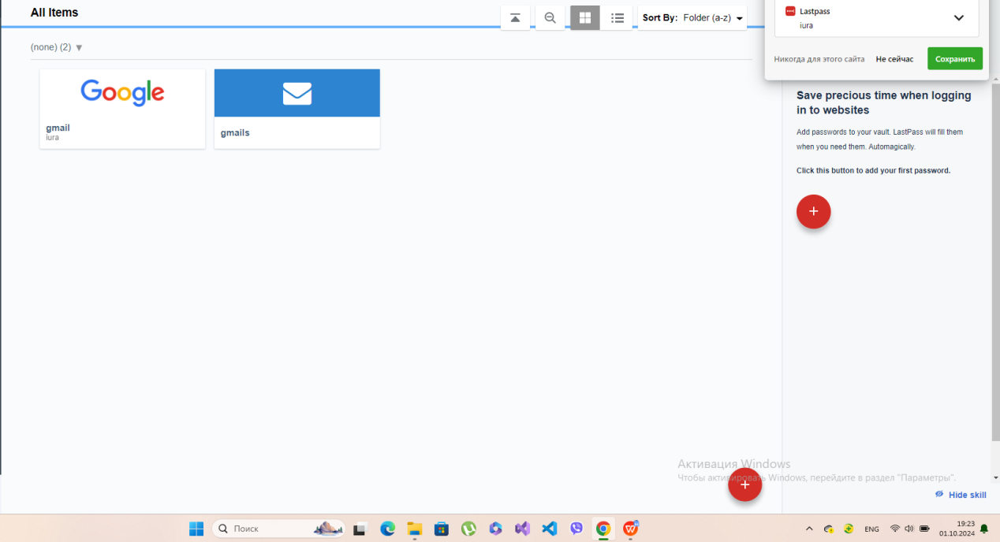 All Items
Sort By: Folder (a-z)
Lastpass
iura
Никогда для этого сайта Не сейчас Сохранить
(none) (2)
Google
gmail
iura
gmails
Save precious time when logging
in to websites
Add passwords to your vault. LastPass will fill them
when you need them. Automagically.
Click this button to add your first password.
Активация Windows
Чтобы активировать Windows, перейдите в раздел "Параметры".
Hide skill
Поиск
ENG
19:23
01.10.2024